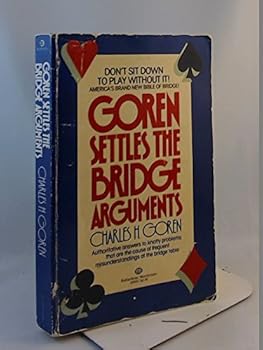 DON'T SIT DOWN
TO PLAY WITHOUT IT!
AMERICA'S BRAND NEW BIBLE OF BRIDGE!
GOREN
SETTLES THE
BRIDGE
ARGUMENTS
CHARLES H. GOREN
Authoritative answers to knotty problems
that are the cause of frequent
misunderstandings at the bridge table
GOREN SETTLES THE
BRIDGE ARGUMENTS
CHARLES H. GOREN